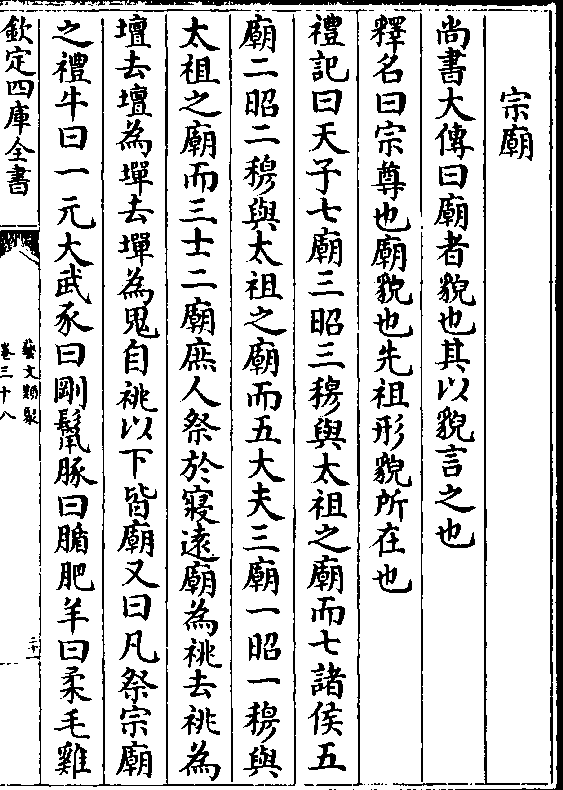 宗廟
尚書大傳曰廟者貌也其以貌言之也
釋名曰宗尊也廟貌也先祖形貌所在也
禮記曰天子七廟三昭三穆與太祖之廟而七諸侯五
廟二昭二穆與太祖之廟而五大夫三廟一昭一穆與
太祖之廟而三士二廟庶人祭於寢遠廟為祧去祧為
壇去壇為墠去墠為鬼自祧以下皆廟又曰凡祭宗廟
之禮牛曰一元大武豕曰剛鬣豚曰腯肥羊曰柔毛雞
欽定四庫全書
藝文類聚
卷三十八